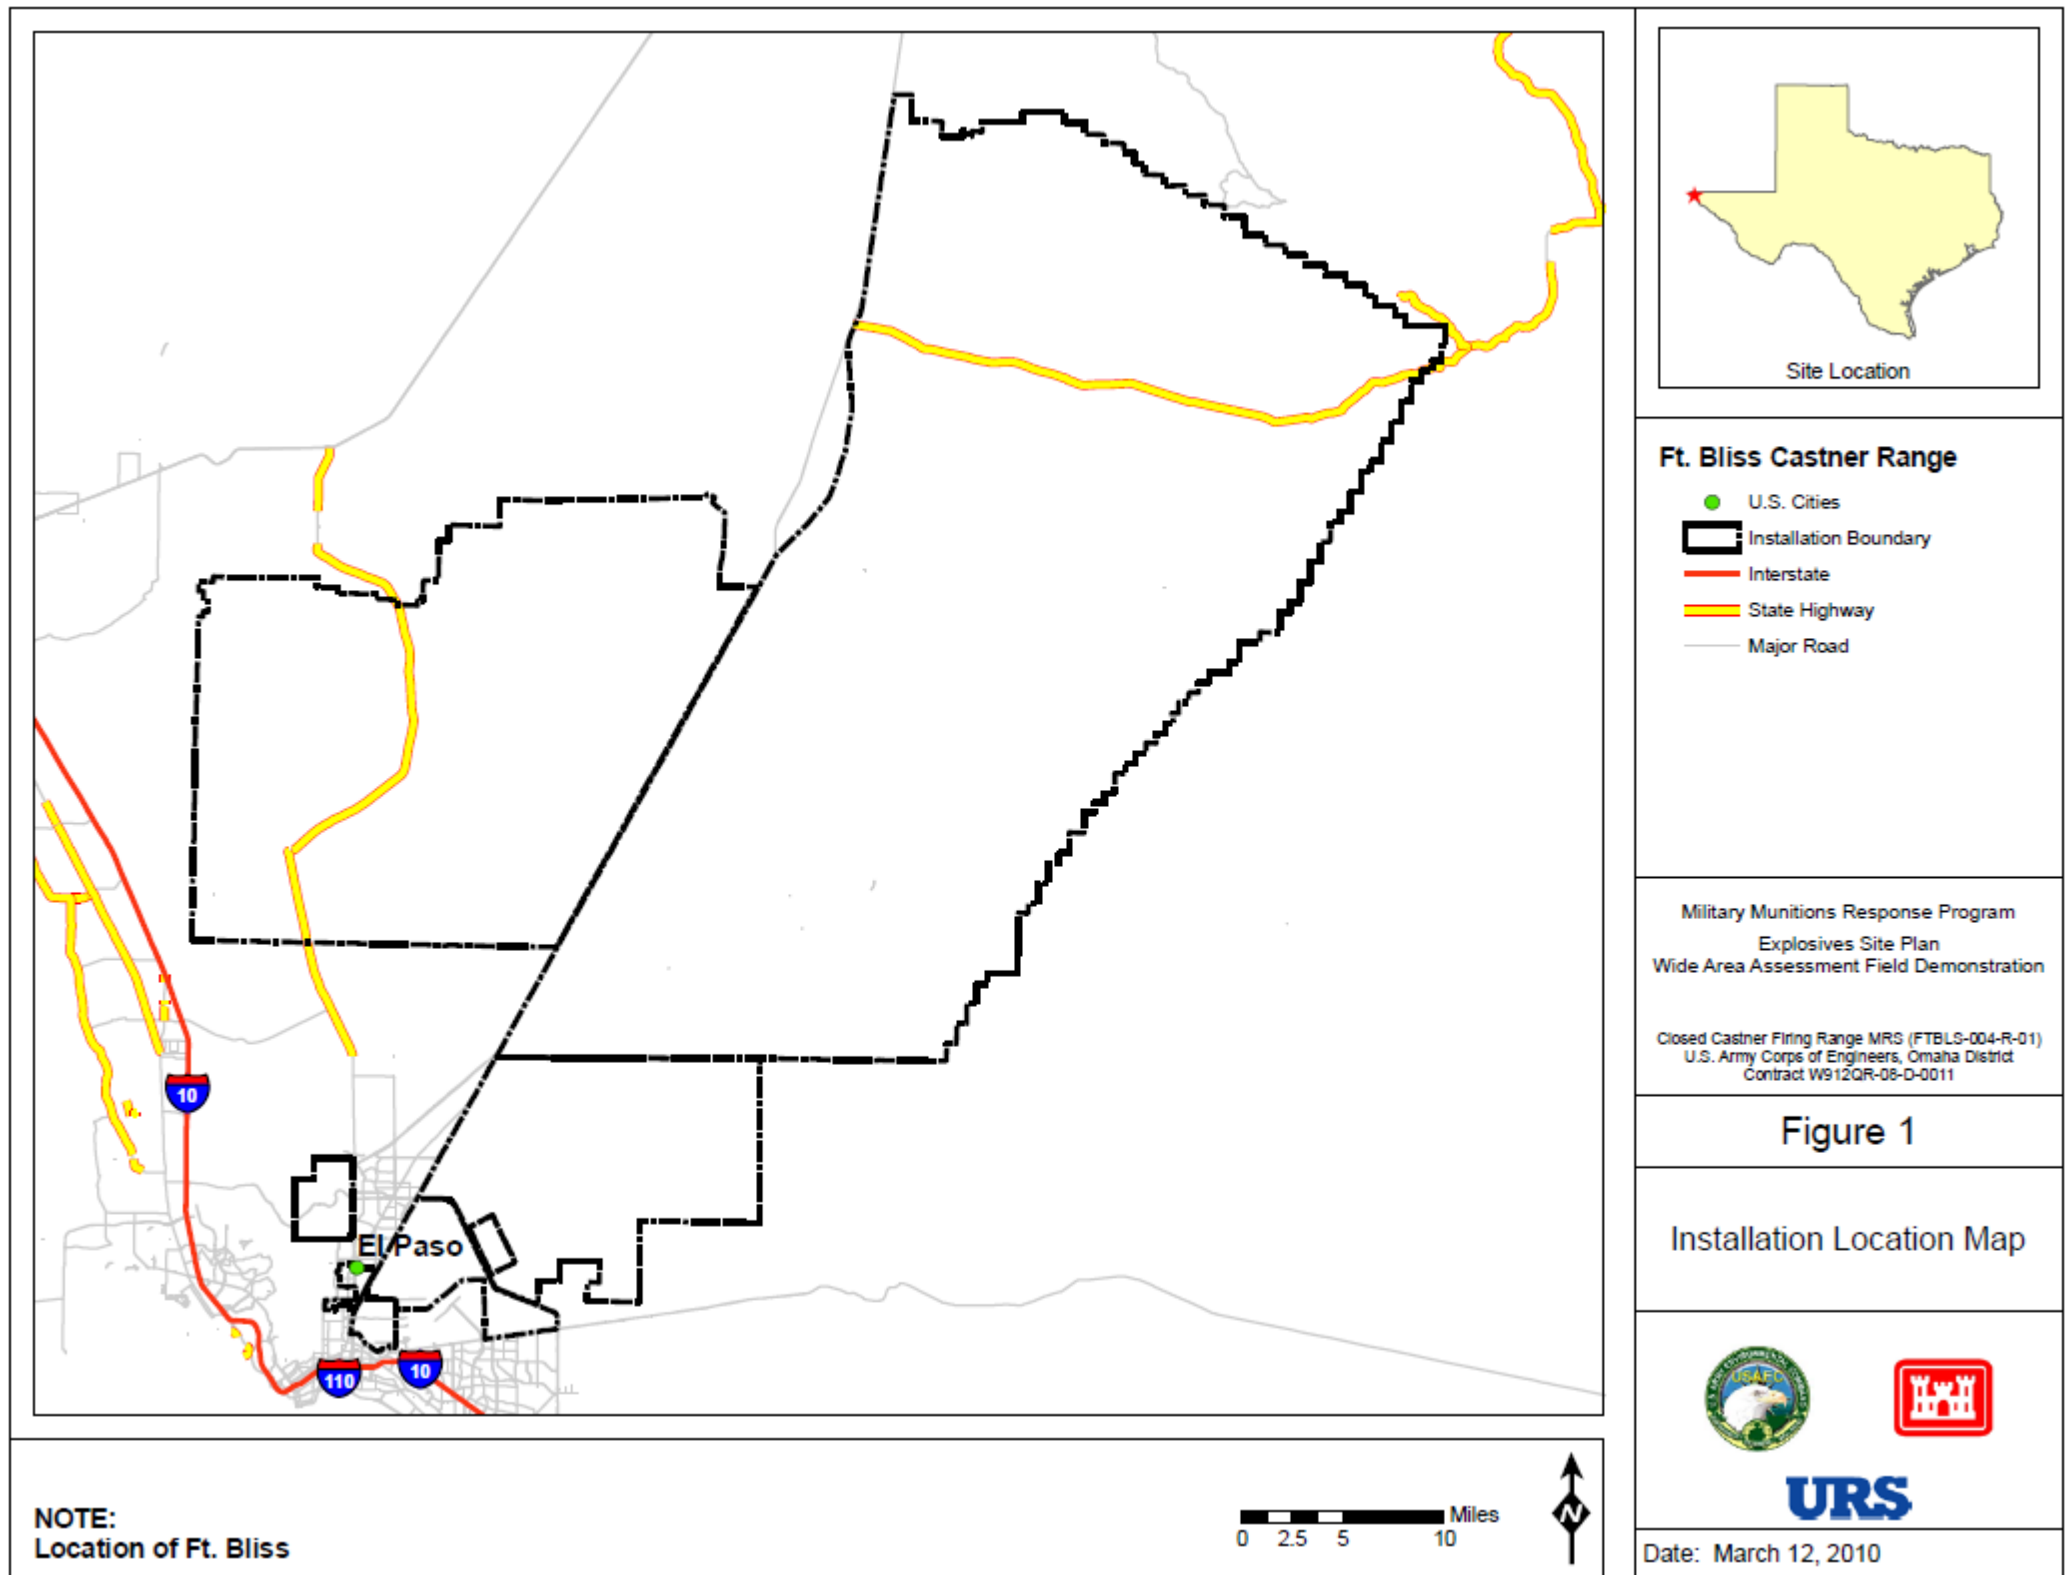 El Paso
10
110
10
NOTE:
Location of Ft. Bliss
Miles
0 2.5 5 10
N
Site Location
Ft. Bliss Castner Range
U.S. Cities
Installation Boundary
Interstate
State Highway
Major Road
Military Munitions Response Program
Explosives Site Plan
Wide Area Assessment Field Demonstration
Closed Castner Firing Range MRS (FTBLS-004-R-01)
U.S. Army Corps of Engineers, Omaha District
Contract W912QR-08-D-0011
Figure 1
Installation Location Map
URS
Date: March 12, 2010